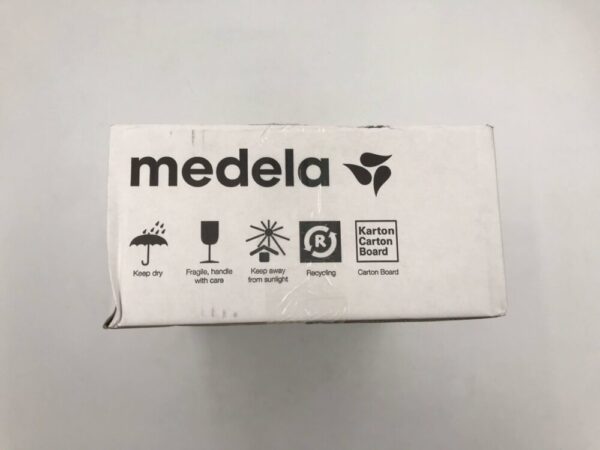 medela
Keep dry
Fragile, handle
with care
Keep away
from sunlight
R
Recycling
Karton
Carton
Board
Carton Board